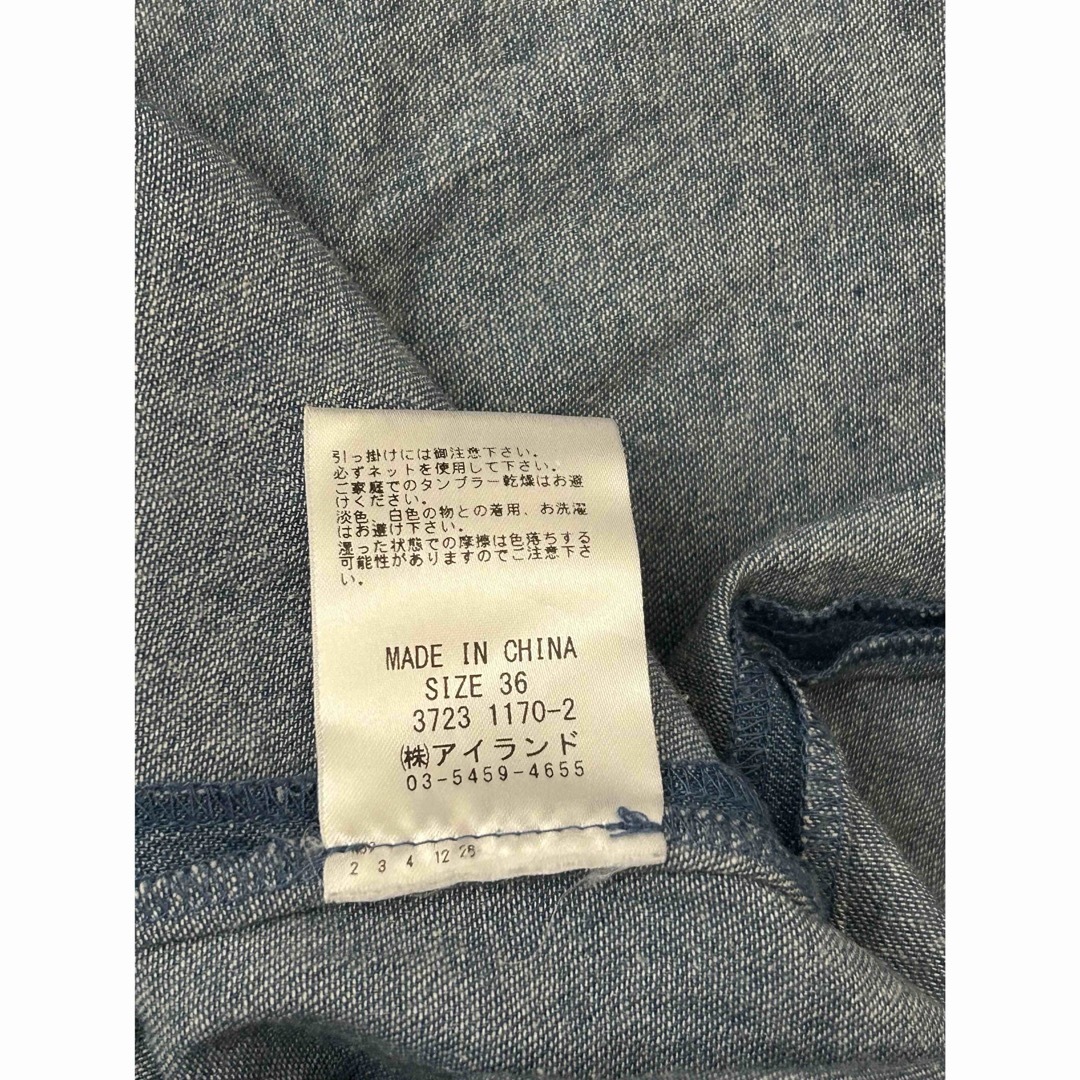 引っ掛けには御注意下さい。
必ずネットを使用して下さい。
ご家庭でのタンブラー乾燥はお避
けください。
淡色、白色の物との着用、お洗濯
はお避け下さい。
湿った状態での摩擦は色落ちする
可能性がありますのでご注意下さ
い。
MADE IN CHINA
SIZE 36
3723 1170-2
㈱アイランド
03-5459-4655
2 3 4 12 28